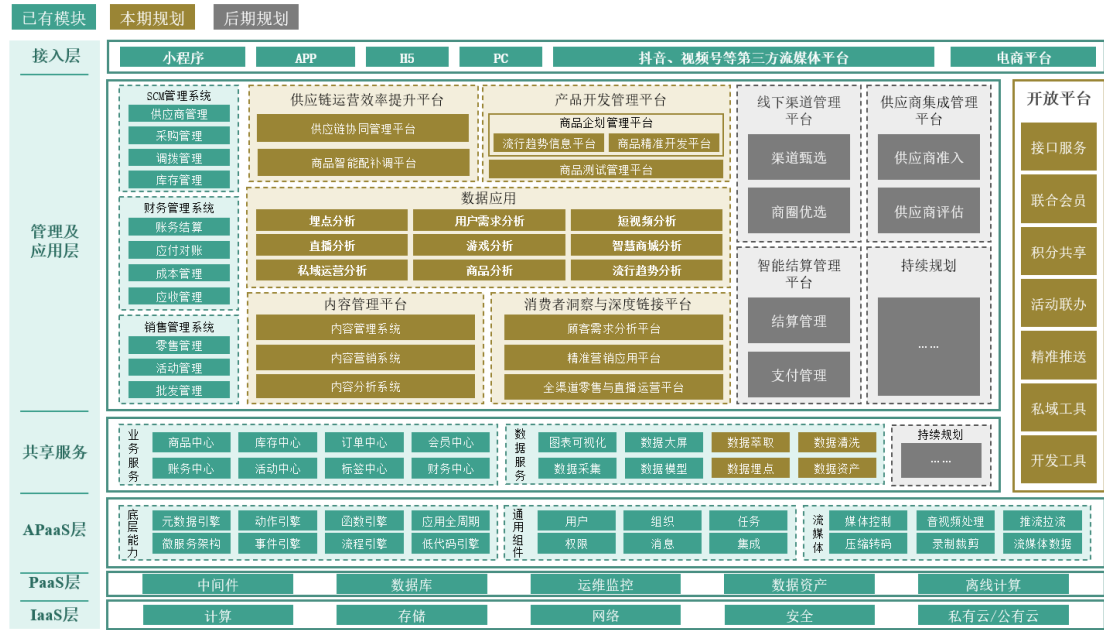 已有模块
本期规划
后期规划
接入层
小程序
APP
H5
PC
抖音、视频号等第三方流媒体平台
电商平台
管理及
应用层
SCM管理系统
供应商管理
采购管理
调拨管理
库存管理
财务管理系统
账务结算
应付对账
成本管理
应收管理
销售管理系统
零售管理
活动管理
批发管理
供应链运营效率提升平台
供应链协同管理平台
商品智能配补调平台
产品开发管理平台
商品企划管理平台
流行趋势信息平台
商品精准开发平台
商品测试管理平台
数据应用
埋点分析
用户需求分析
短视频分析
直播分析
游戏分析
智慧商城分析
私域运营分析
商品分析
流行趋势分析
内容管理平台
内容管理系统
内容营销系统
内容分析系统
消费者洞察与深度链接平台
顾客需求分析平台
精准营销应用平台
全渠道零售与直播运营平台
线下渠道管理
平台
渠道甄选
商圈优选
供应商集成管理
平台
供应商准入
供应商评估
智能结算管理
平台
结算管理
支付管理
持续规划
……
开放平台
接口服务
联合会员
积分共享
活动联办
精准推送
私域工具
开发工具
共享服务
业务服务
商品中心
库存中心
订单中心
会员中心
账务中心
活动中心
标签中心
财务中心
数据服务
图表可视化
数据大屏
数据萃取
数据清洗
数据采集
数据模型
数据埋点
数据资产
持续规划
……
APaaS层
底层能力
元数据引擎
动作引擎
函数引擎
应用全周期
微服务架构
事件引擎
流程引擎
低代码引擎
通用组件
用户
组织
任务
权限
消息
集成
流媒体
媒体控制
音视频处理
推流拉流
压缩转码
录制裁剪
流媒体数据
PaaS层
中间件
数据库
运维监控
数据资产
离线计算
IaaS层
计算
存储
网络
安全
私有云/公有云